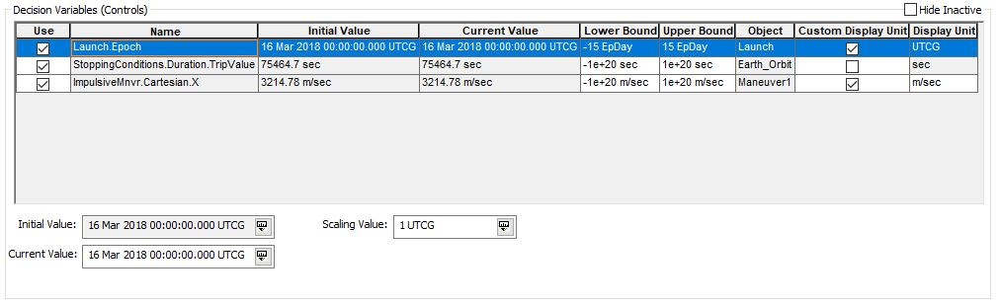 Decision Variables (Controls)
Hide Inactive
Use Name Initial Value Current Value Lower Bound Upper Bound Object Custom Display Unit Display Unit
Launch.Epoch 16 Mar 2018 00:00:00.000 UTCG 16 Mar 2018 00:00:00.000 UTCG -15 EpDay 15 EpDay Launch UTCG
StoppingConditions.Duration.TripValue 75464.7 sec 75464.7 sec -1e+20 sec 1e+20 sec Earth_Orbit sec
ImpulsiveMnvr.Cartesian.X 3214.78 m/sec 3214.78 m/sec -1e+20 m/sec 1e+20 m/sec Maneuver1 m/sec
Initial Value: 16 Mar 2018 00:00:00.000 UTCG Scaling Value: 1 UTCG
Current Value: 16 Mar 2018 00:00:00.000 UTCG